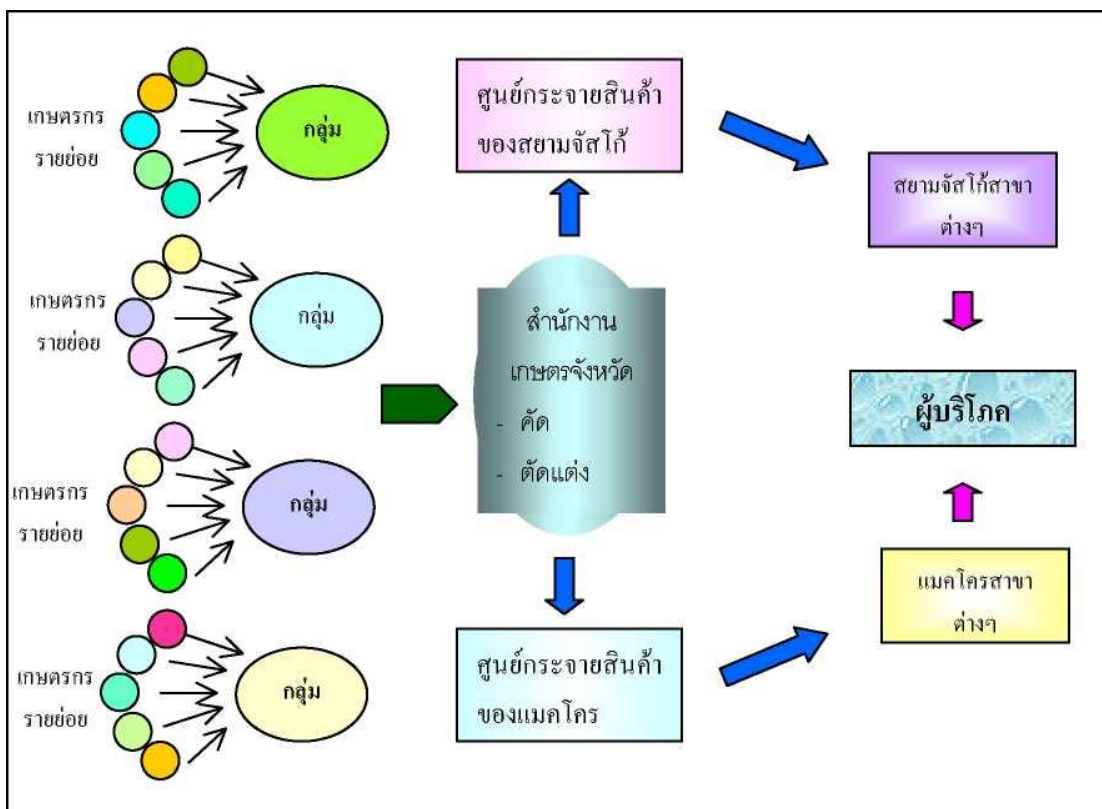 เกษตรกร
รายย่อย
กลุ่ม
เกษตรกร
รายย่อย
กลุ่ม
เกษตรกร
รายย่อย
กลุ่ม
เกษตรกร
รายย่อย
กลุ่ม
สำนักงาน
เกษตรจังหวัด
- คัด
- ตัดแต่ง
ศูนย์กระจายสินค้า
ของสยามจัสโก้
สยามจัสโก้สาขา
ต่างๆ
ศูนย์กระจายสินค้า
ของแมคโคร
แมคโครสาขา
ต่างๆ
ผู้บริโภค